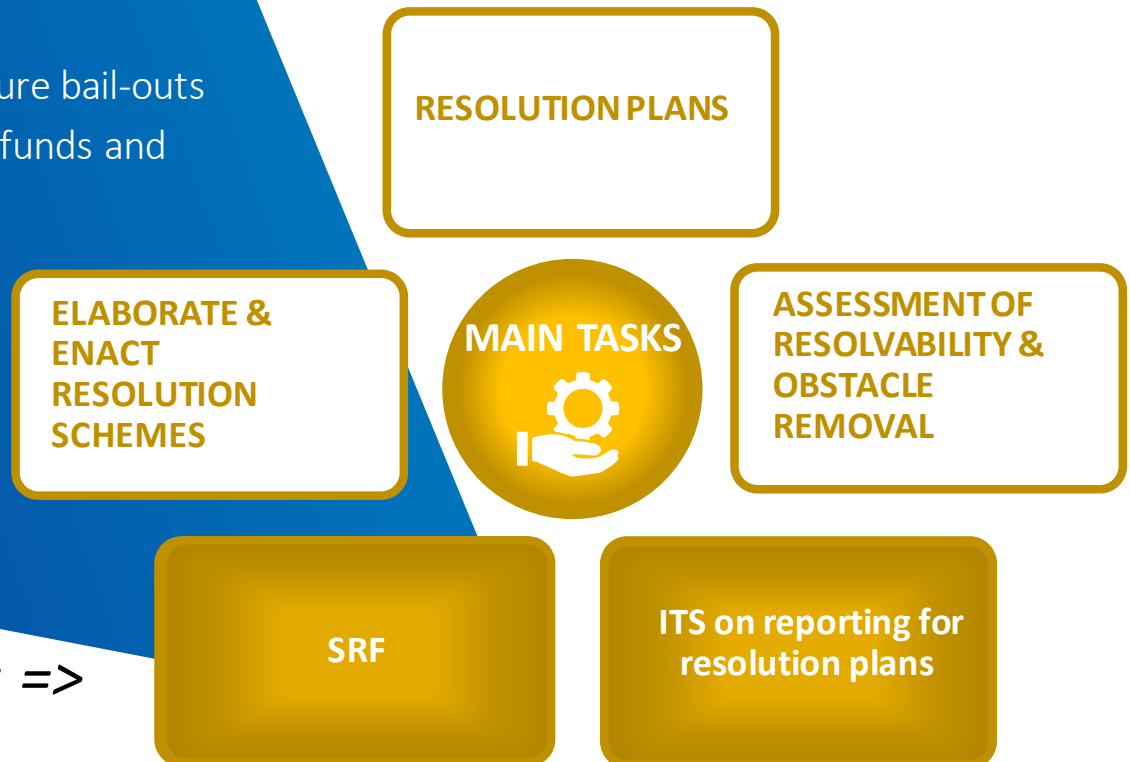 ure bail-outs
funds and
RESOLUTION PLANS
ELABORATE &
ENACT
RESOLUTION
SCHEMES
MAIN TASKS
ASSESSMENT OF
RESOLVABILITY &
OBSTACLE
REMOVAL
SRF
ITS on reporting for
resolution plans
=>